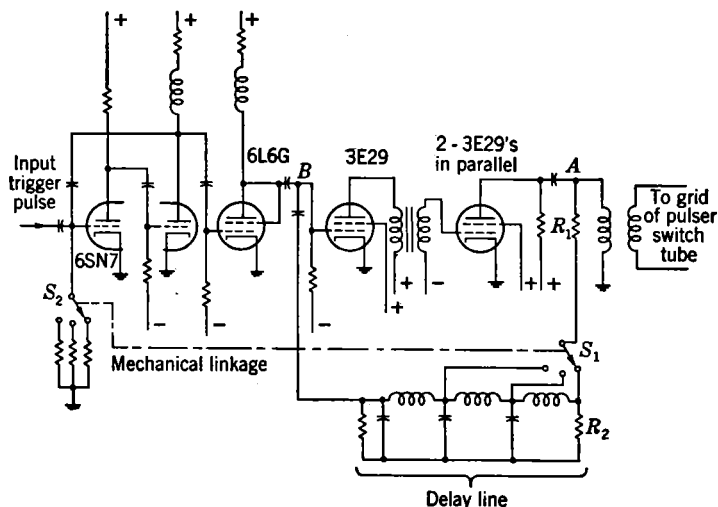 +
+
+
Input
trigger
pulse
6SN7
6L6G
B
3E29
2 - 3E29's
in parallel
A
R1
To grid
of pulser
switch
tube
+
+
−
+
+
−
−
−
S2
Mechanical linkage
S1
R2
Delay line